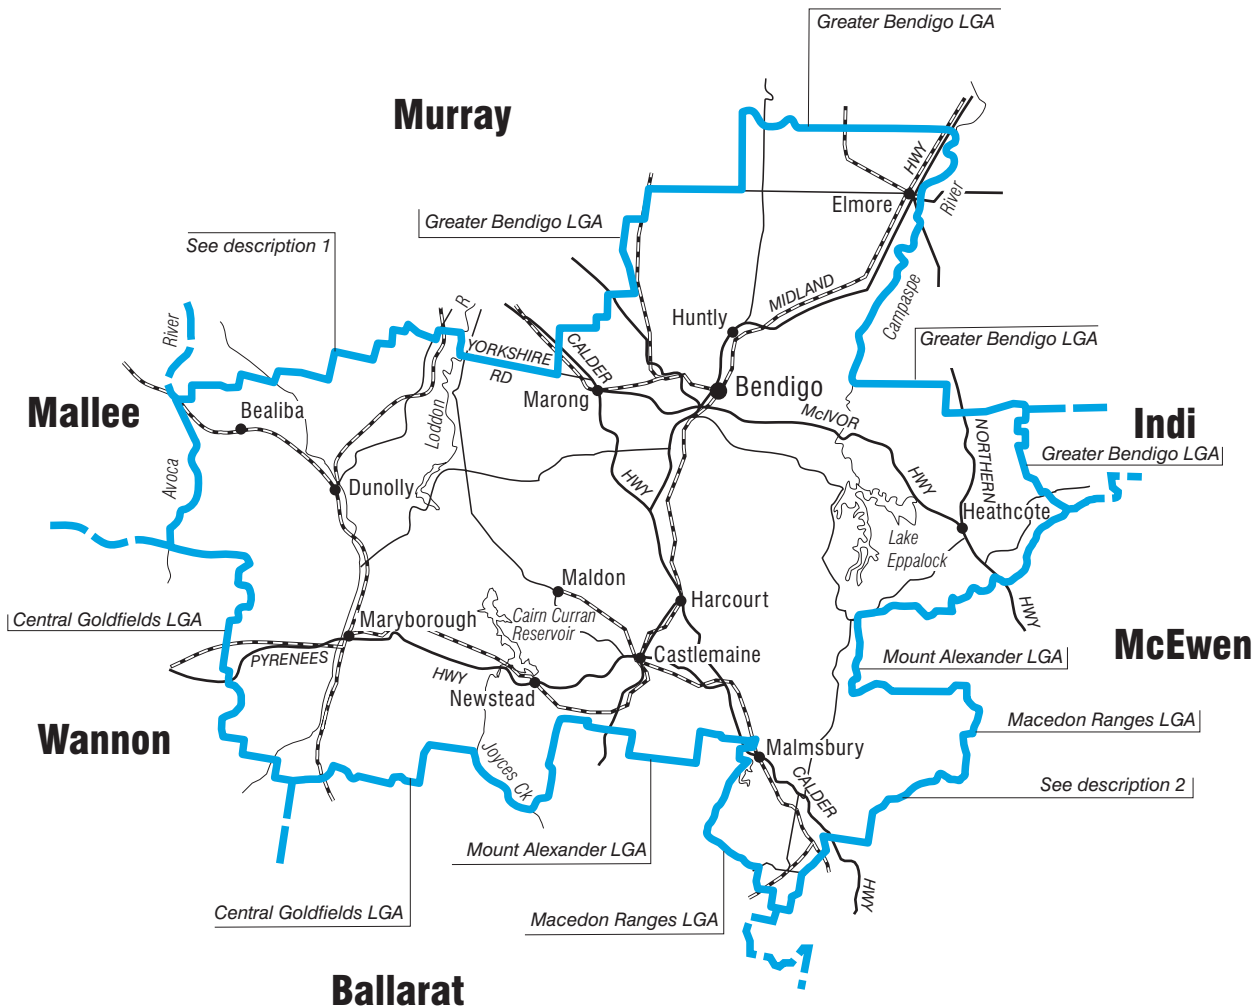 Greater Bendigo LGA
Murray
HWY
Elmore
River
Greater Bendigo LGA
See description 1
MIDLAND
Campaspe
River
R
Huntly
YORKSHIRE
RD
CALDER
Greater Bendigo LGA
Bendigo
Marong
Mallee
Bealiba
Loddon
McIVOR
Indi
NORTHERN
Greater Bendigo LGA
Avoca
Dunolly
HWY
HWY
Heathcote
Lake
Eppalock
Maldon
Harcourt
HWY
Central Goldfields LGA
Maryborough
Cairn Curran
Reservoir
McEwen
PYRENEES
HWY
Castlemaine
Mount Alexander LGA
Newstead
Wannon
Macedon Ranges LGA
Joyces Ck
Malmsbury
CALDER
See description 2
Mount Alexander LGA
HWY
Central Goldfields LGA
Macedon Ranges LGA
Ballarat